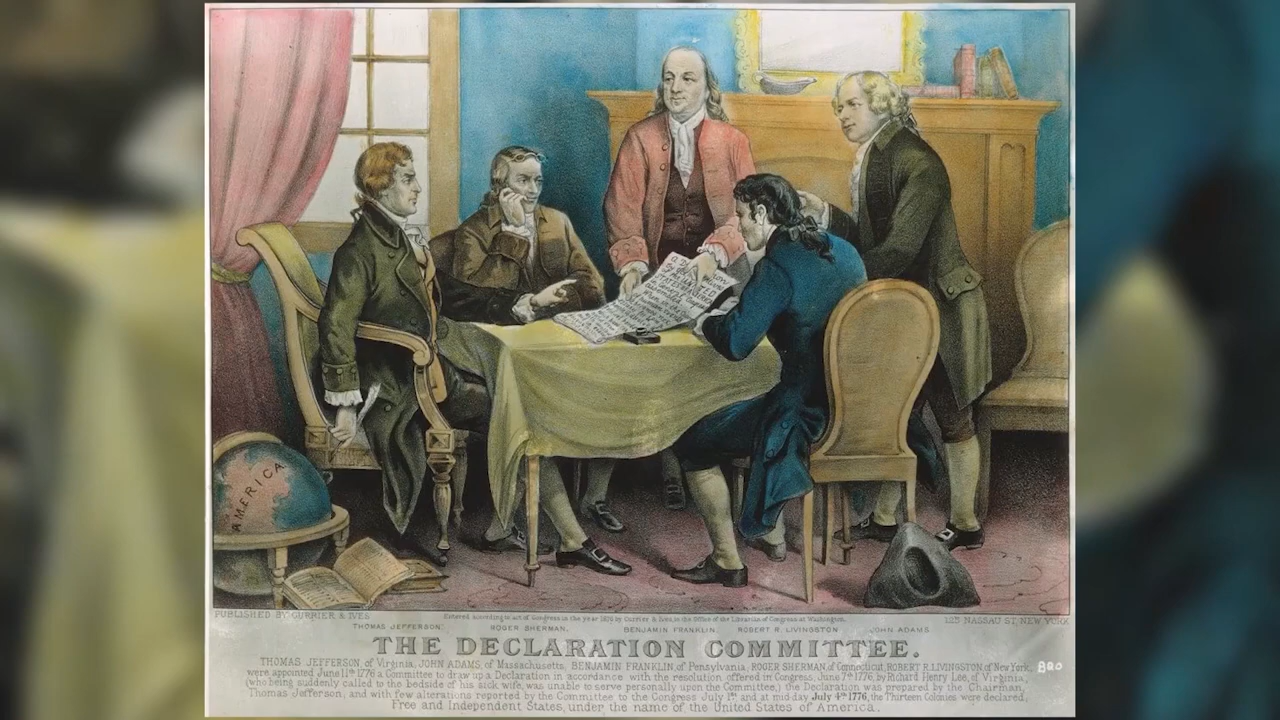 AMERICA
PUBLISHED BY CURRIER & IVES
Entered according to act of Congress in the year 1876 by Currier & Ives, in the Office of the Librarian of Congress at Washington.
125 NASSAU ST. NEW YORK
THOMAS JEFFERSON. ROGER SHERMAN. BENJAMIN FRANKLIN. ROBERT R. LIVINGSTON JOHN ADAMS
THE DECLARATION COMMITTEE.
THOMAS JEFFERSON, of Virginia, JOHN ADAMS, of Massachusetts, BENJAMIN FRANKLIN, of Pensylvania, ROGER SHERMAN, of Connecticut, ROBERT R. LIVINGSTON, of New York,
were appointed June 11th 1776 a Committee to draw up a Declaration in accordance with the resolution offered in Congress, June 7th 1776, by Richard Henry Lee, of Virginia,
(who being suddenly called to the bedside of his sick wife, was unable to serve personally upon the Committee,) the Declaration was prepared by the Chairman,
Thomas Jefferson, and with few alterations reported by the Committee to the Congress July 1st and at mid-day July 4th 1776, the Thirteen Colonies were declared,
Free and Independent States, under the name of the United States of America.